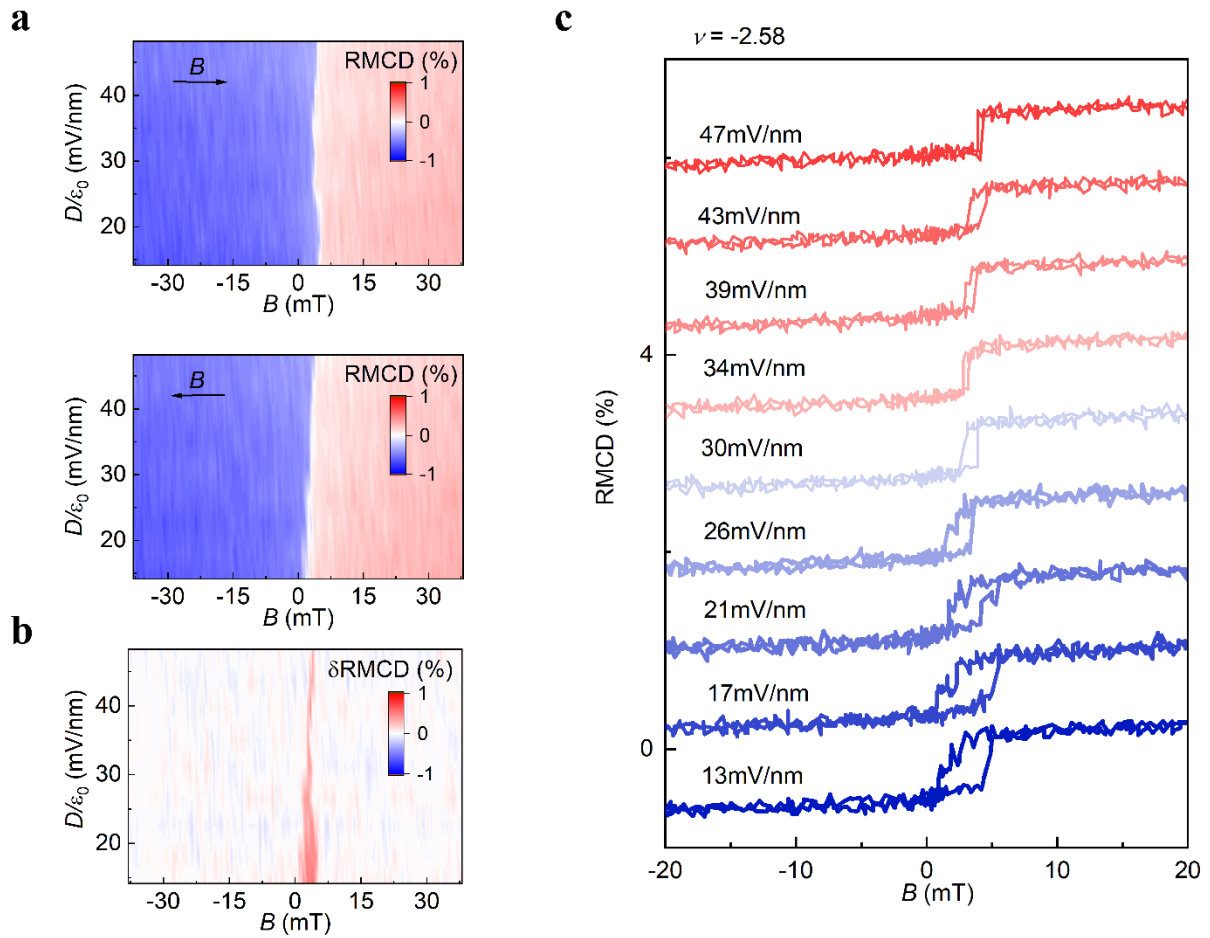 a
RMCD (%)
B
1
0
-1
40
30
20
D/ε0 (mV/nm)
-30 -15 0 15 30
B (mT)
RMCD (%)
B
1
0
-1
40
30
20
D/ε0 (mV/nm)
-30 -15 0 15 30
B (mT)
b
δRMCD (%)
1
0
-1
40
30
20
D/ε0 (mV/nm)
-30 -15 0 15 30
B (mT)
c
ν = -2.58
47mV/nm
43mV/nm
39mV/nm
34mV/nm
30mV/nm
26mV/nm
21mV/nm
17mV/nm
13mV/nm
4
0
RMCD (%)
-20 -10 0 10 20
B (mT)